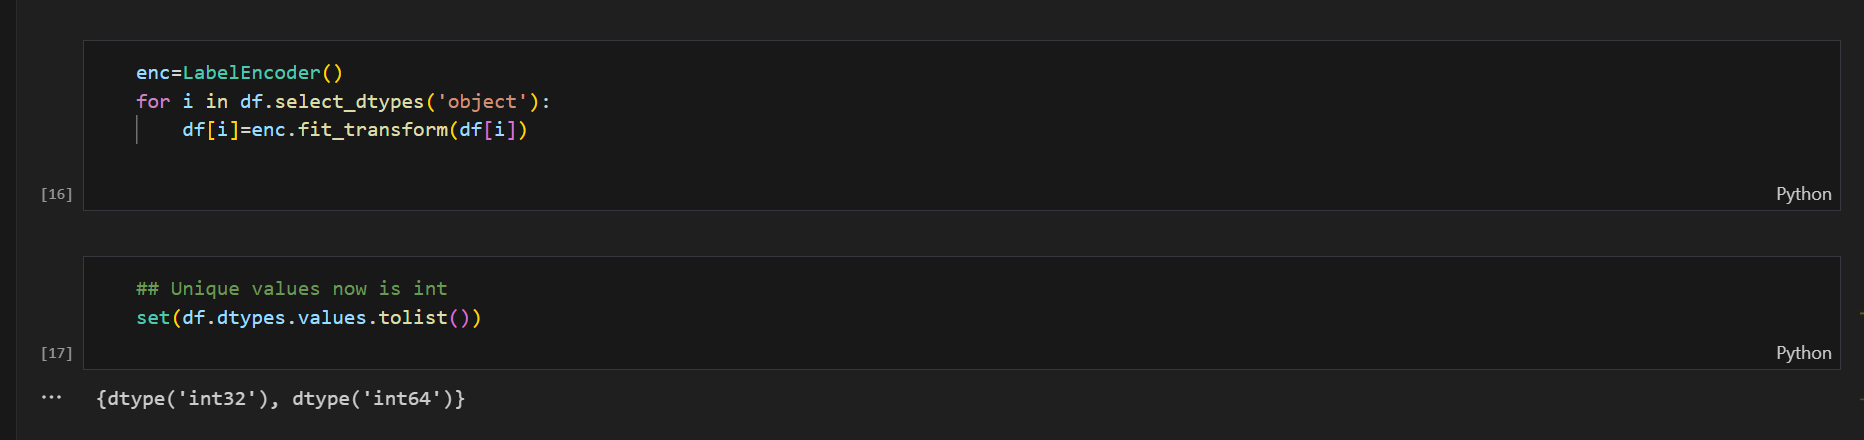 enc=LabelEncoder()
for i in df.select_dtypes('object'):
    df[i]=enc.fit_transform(df[i])
[16]
Python
## Unique values now is int
set(df.dtypes.values.tolist())
[17]
Python
··· {dtype('int32'), dtype('int64')}